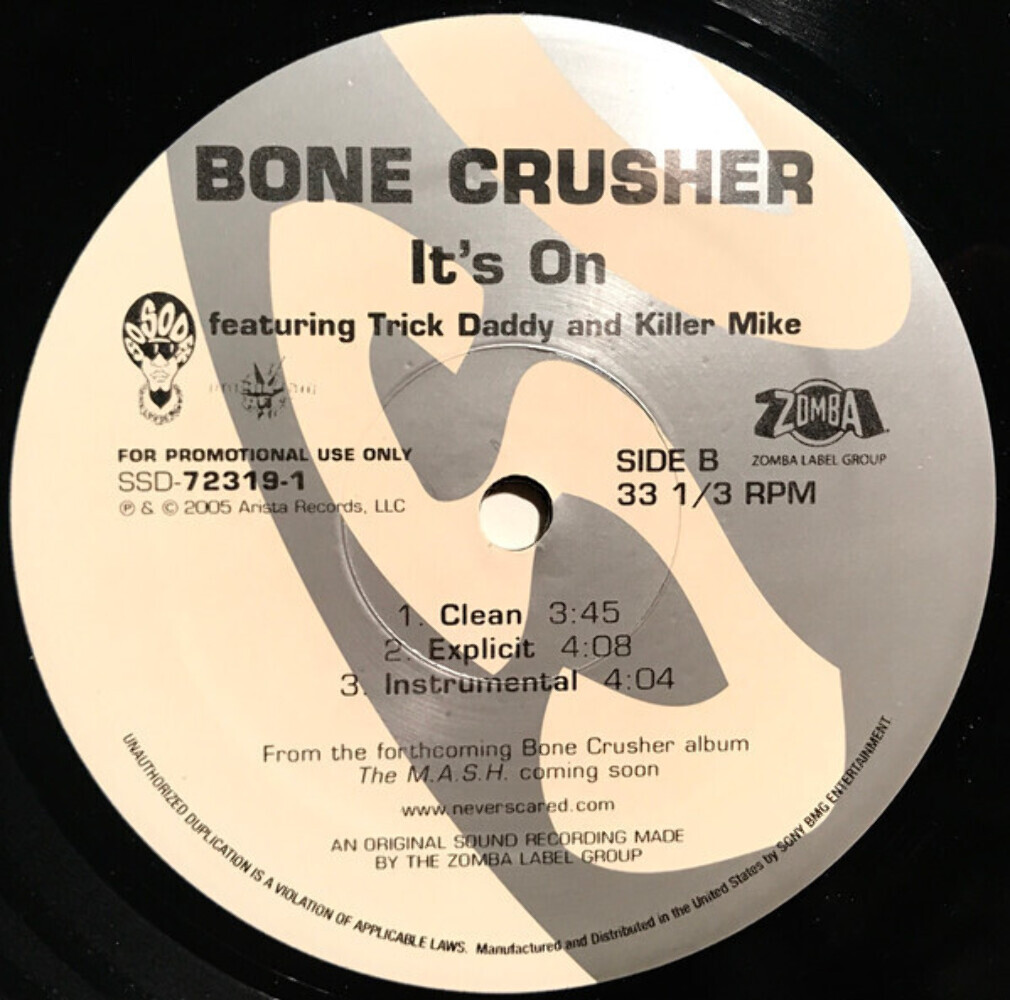 BONE CRUSHER
It's On
featuring Trick Daddy and Killer Mike
SO SO DEF
ZOMBA
FOR PROMOTIONAL USE ONLY
SSD-72319-1
℗ & © 2005 Arista Records, LLC
SIDE B
ZOMBA LABEL GROUP
33 1/3 RPM
1. Clean 3:45
2. Explicit 4:08
3. Instrumental 4:04
From the forthcoming Bone Crusher album
The M.A.S.H. coming soon
www.neverscared.com
AN ORIGINAL SOUND RECORDING MADE
BY THE ZOMBA LABEL GROUP
UNAUTHORIZED DUPLICATION IS A VIOLATION OF APPLICABLE LAWS. Manufactured and Distributed in the United States by SONY BMG ENTERTAINMENT.